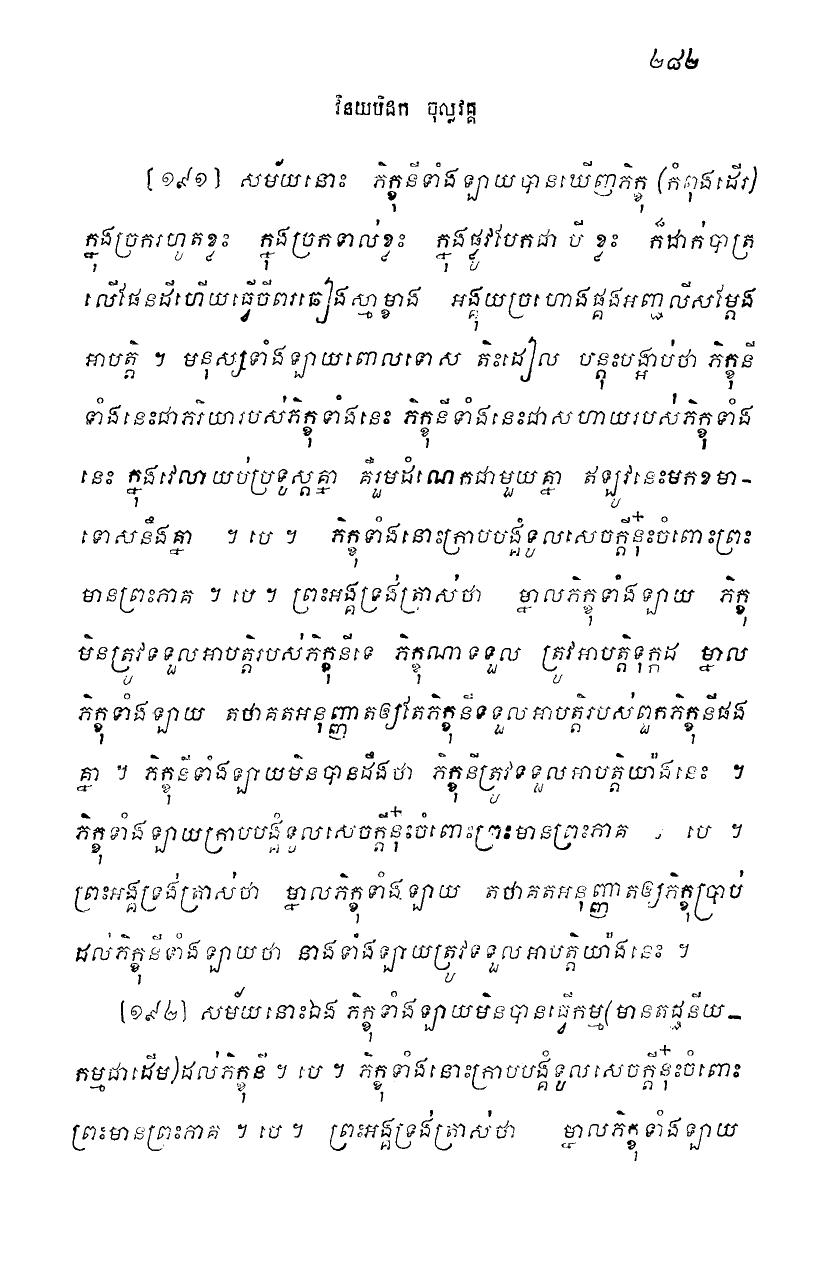 ២៨២
វិនយបិដក ចុល្លវគ្គ
[១៩១] សម័យនោះ ភិក្ខុនីទាំងឡាយបានឃើញភិក្ខុ (កំពុងដើរ)
ក្នុងច្រករហូតខ្លះ ក្នុងច្រកទាល់ខ្លះ ក្នុងផ្លូវបែកជា បី ខ្លះ ក៏ដាក់បាត្រ
លើផែនដីហើយធ្វើចីពរឆៀងស្មាម្ខាង អង្គុយច្រហោងផ្គងអញ្ជលីសម្ដែង
អាបត្តិ ។ មនុស្សទាំងឡាយពោលទោស តិះដៀល បន្តុះបង្អាប់ថា ភិក្ខុនី
ទាំងនេះជាភរិយារបស់ភិក្ខុទាំងនេះ ភិក្ខុនីទាំងនេះជាសហាយរបស់ភិក្ខុទាំង
នេះ ក្នុងវេលាយប់ប្រទូស្តគ្នា គឺរួមដំណេកជាមួយគ្នា ឥឡូវនេះមកខមា-
ទោសនឹងគ្នា ។ បេ ។ ភិក្ខុទាំងនោះក្រាបបង្គំទូលសេចក្តីនុ៎ះចំពោះព្រះ
មានព្រះភាគ ។ បេ ។ ព្រះអង្គទ្រង់ត្រាស់ថា ម្នាលភិក្ខុទាំងឡាយ ភិក្ខុ
មិនត្រូវទទួលអាបត្តិរបស់ភិក្ខុនីទេ ភិក្ខុណាទទួល ត្រូវអាបត្តិទុក្កដ ម្នាល
ភិក្ខុទាំងឡាយ តថាគតអនុញ្ញាតឲ្យតែភិក្ខុនីទទួលអាបត្តិរបស់ពួកភិក្ខុនីផង
គ្នា ។ ភិក្ខុនីទាំងឡាយមិនបានដឹងថា ភិក្ខុនីត្រូវទទួលអាបត្តិយ៉ាងនេះ ។
ភិក្ខុទាំងឡាយក្រាបបង្គំទូលសេចក្តីនុ៎ះចំពោះព្រះមានព្រះភាគ ។ បេ ។
ព្រះអង្គទ្រង់ត្រាស់ថា ម្នាលភិក្ខុទាំងឡាយ តថាគតអនុញ្ញាតឲ្យភិក្ខុប្រាប់
ដល់ភិក្ខុនីទាំងឡាយថា នាងទាំងឡាយត្រូវទទួលអាបត្តិយ៉ាងនេះ ។
[១៩២] សម័យនោះឯង ភិក្ខុទាំងឡាយមិនបានធ្វើកម្ម(មានតជ្ជនីយ-
កម្មជាដើម)ដល់ភិក្ខុនី ។ បេ ។ ភិក្ខុទាំងនោះក្រាបបង្គំទូលសេចក្តីនុ៎ះចំពោះ
ព្រះមានព្រះភាគ ។ បេ ។ ព្រះអង្គទ្រង់ត្រាស់ថា ម្នាលភិក្ខុទាំងឡាយ